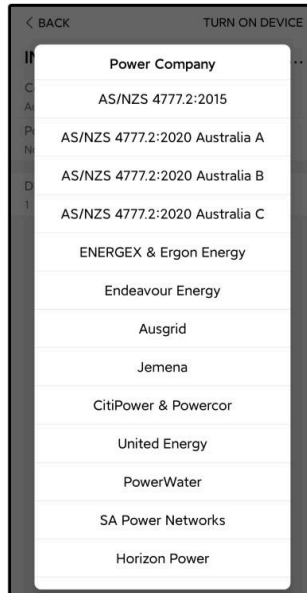 BACK
TURN ON DEVICE
Power Company
AS/NZS 4777.2:2015
AS/NZS 4777.2:2020 Australia A
AS/NZS 4777.2:2020 Australia B
AS/NZS 4777.2:2020 Australia C
ENERGEX & Ergon Energy
Endeavour Energy
Ausgrid
Jemena
CitiPower & Powercor
United Energy
PowerWater
SA Power Networks
Horizon Power